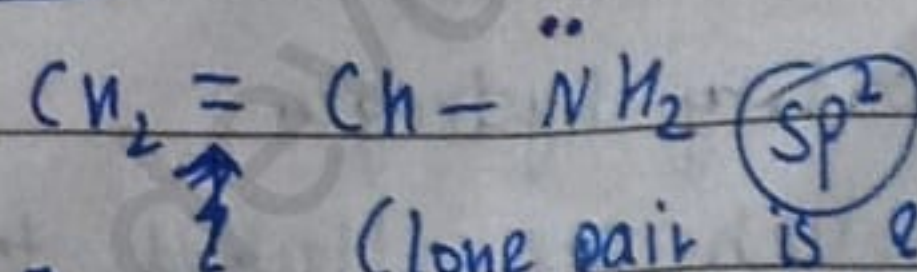 CH₂ = CH – N̈H₂ sp²
(lone pair is